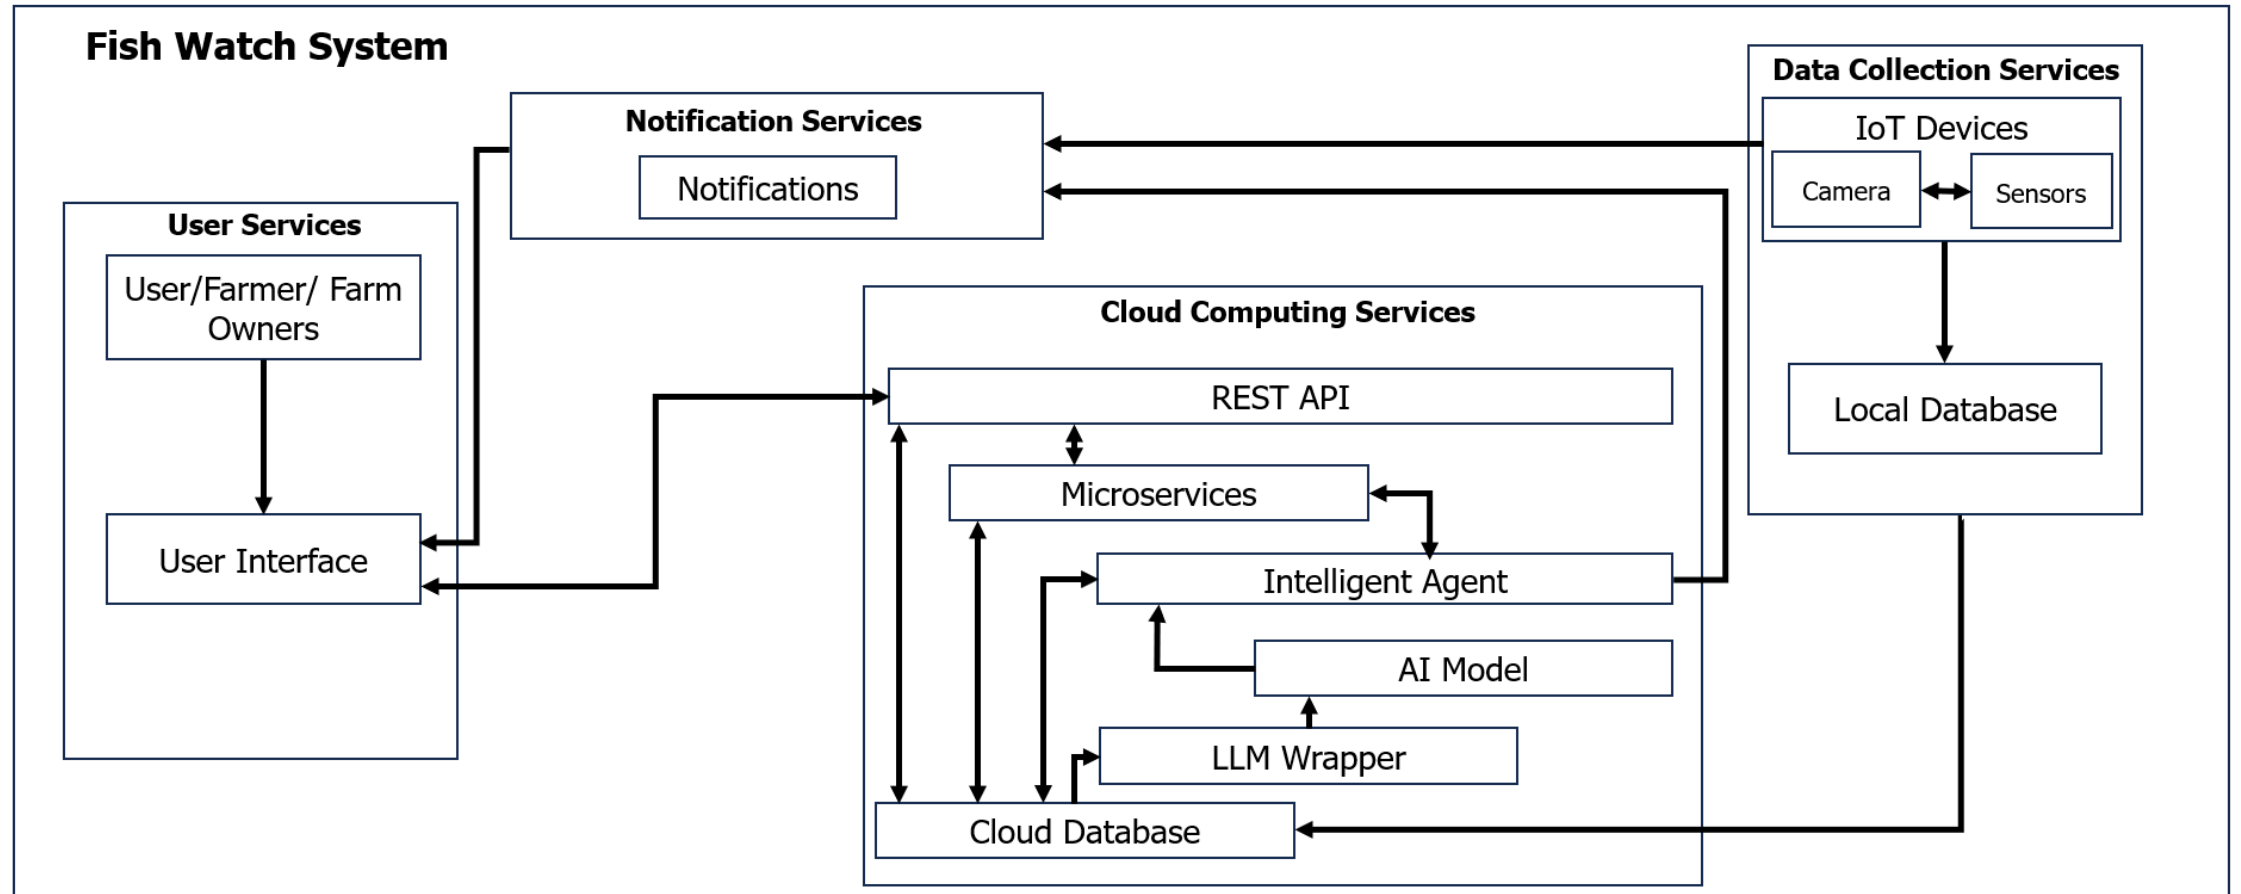 Fish Watch System
Data Collection Services
IoT Devices
Camera
Sensors
Local Database
Notification Services
Notifications
User Services
User/Farmer/ Farm
Owners
User Interface
Cloud Computing Services
REST API
Microservices
Intelligent Agent
AI Model
LLM Wrapper
Cloud Database